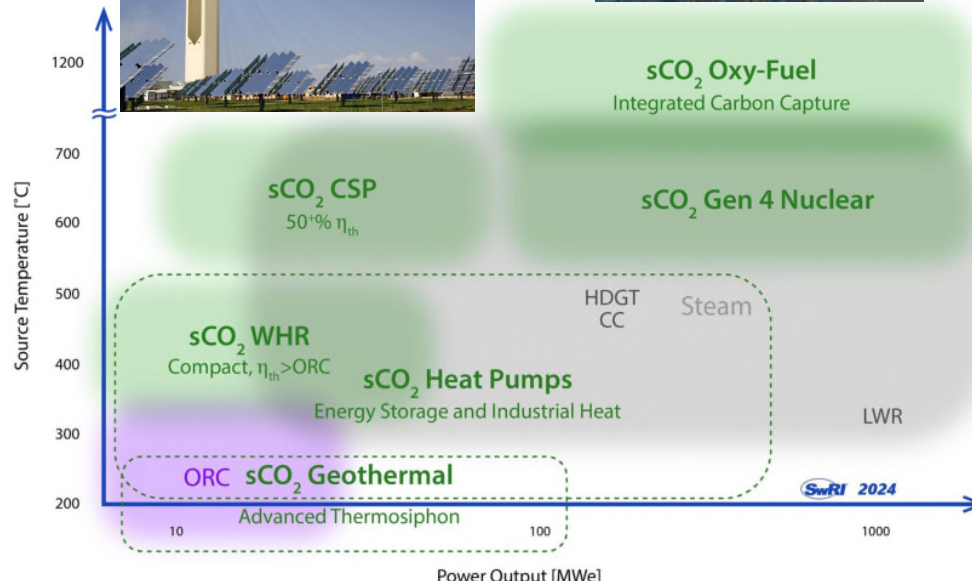 1200
700
600
500
400
300
200
Source Temperature [°C]
sCO₂ Oxy-Fuel
Integrated Carbon Capture
sCO₂ CSP
50⁺% ηₜₕ
sCO₂ Gen 4 Nuclear
HDGT
CC
Steam
sCO₂ WHR
Compact, ηₜₕ>ORC
sCO₂ Heat Pumps
Energy Storage and Industrial Heat
LWR
ORC
sCO₂ Geothermal
Advanced Thermosiphon
SwRI 2024
10
100
1000
Power Output [MWe]